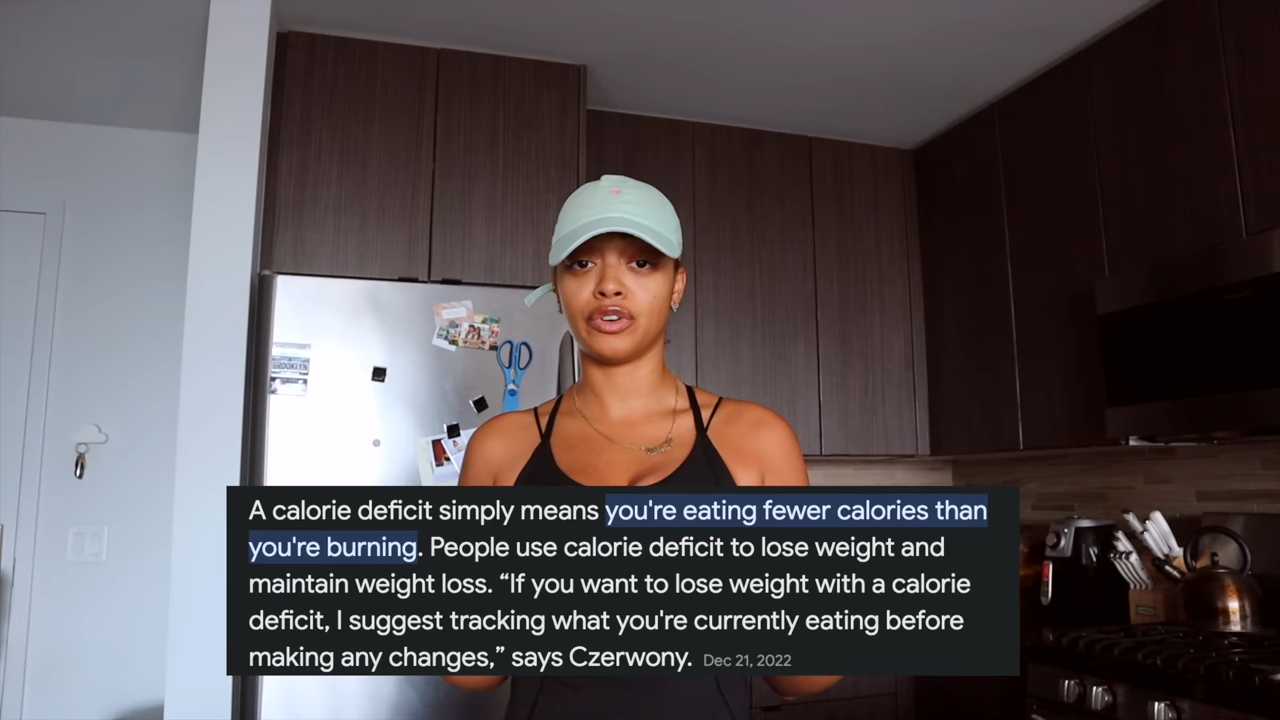 A calorie deficit simply means you're eating fewer calories than
you're burning. People use calorie deficit to lose weight and
maintain weight loss. “If you want to lose weight with a calorie
deficit, I suggest tracking what you're currently eating before
making any changes,” says Czerwony. Dec 21, 2022